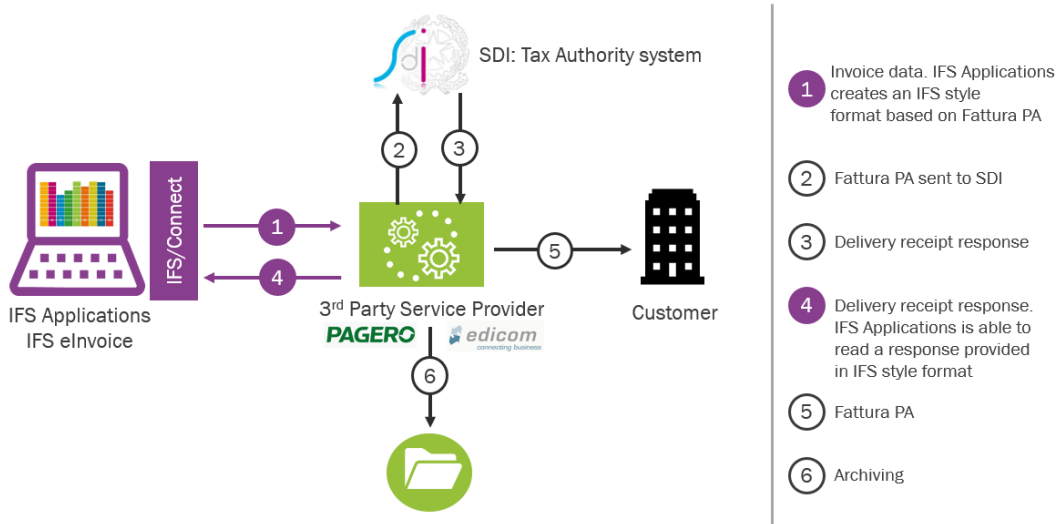 Sdi
SDI: Tax Authority system
2
3
IFS/Connect
1
4
5
IFS Applications
IFS eInvoice
3rd Party Service Provider
PAGERO
edicom
connecting business
Customer
6
1
Invoice data. IFS Applications
creates an IFS style
format based on Fattura PA
2
Fattura PA sent to SDI
3
Delivery receipt response
4
Delivery receipt response.
IFS Applications is able to
read a response provided
in IFS style format
5
Fattura PA
6
Archiving